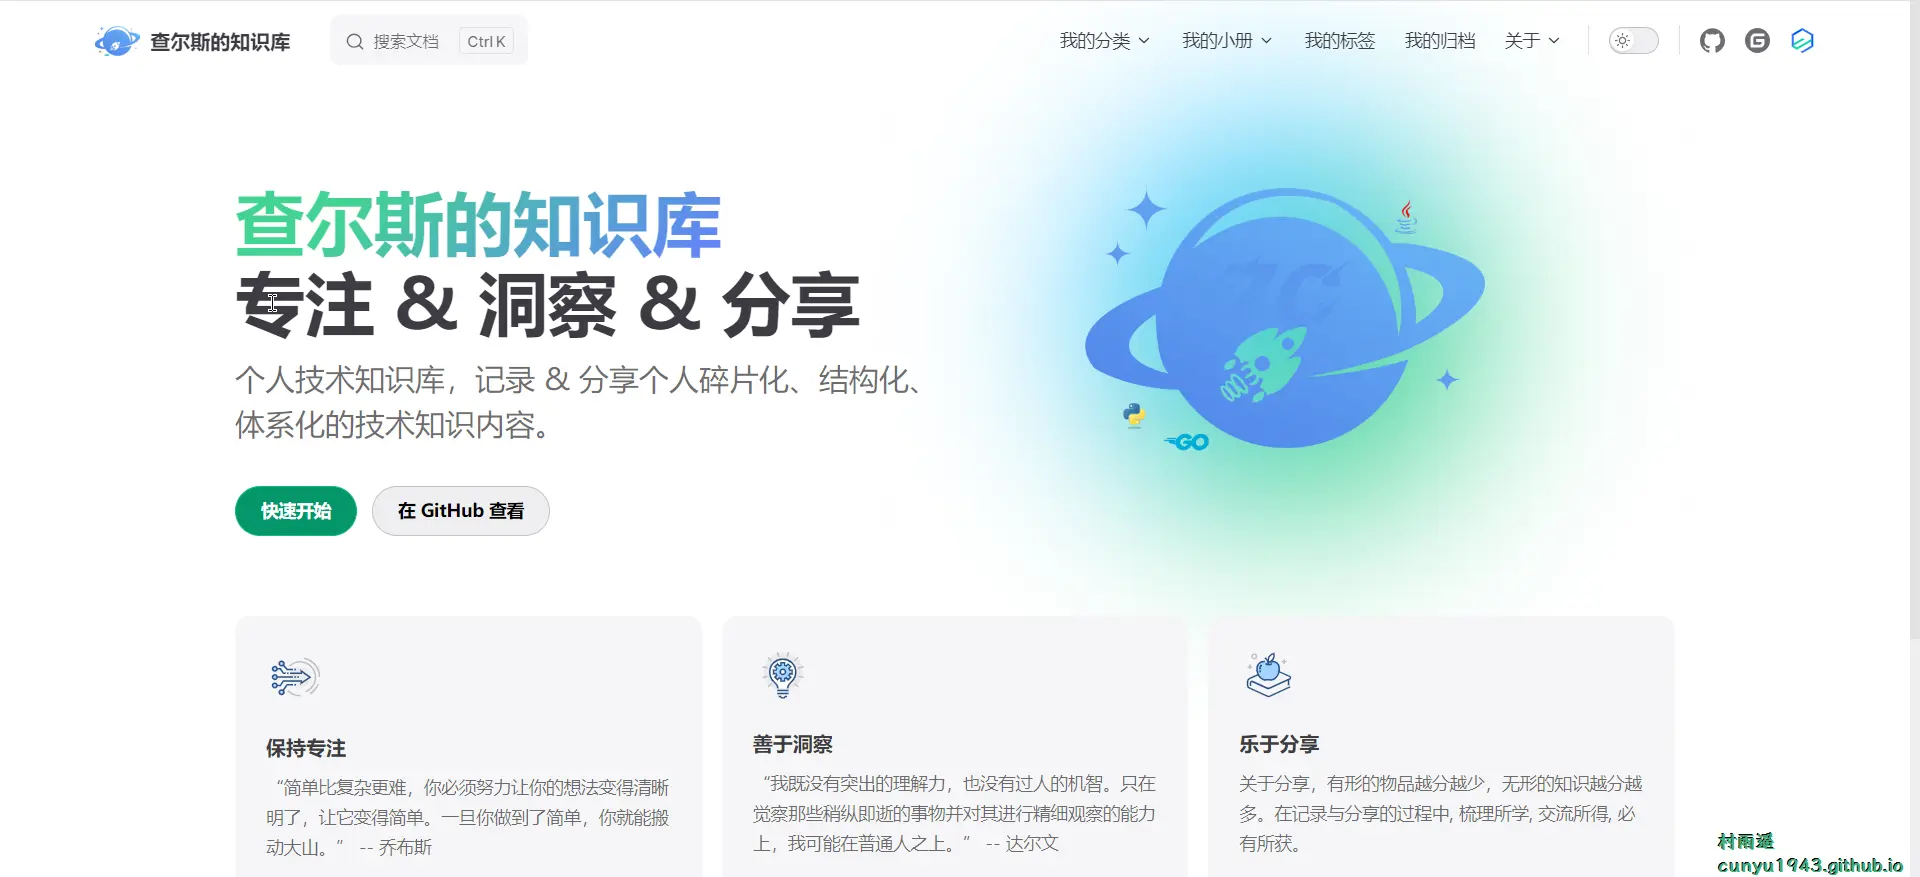 查尔斯的知识库
搜索文档
Ctrl K
我的分类
我的小册
我的标签
我的归档
关于
查尔斯的知识库
专注 & 洞察 & 分享
个人技术知识库，记录 & 分享个人碎片化、结构化、
体系化的技术知识内容。
快速开始
在 GitHub 查看
GO
保持专注
“简单比复杂更难，你必须努力让你的想法变得清晰
明了，让它变得简单。一旦你做到了简单，你就能搬
动大山。” -- 乔布斯
善于洞察
“我既没有突出的理解力，也没有过人的机智。只在
觉察那些稍纵即逝的事物并对其进行精细观察的能力
上，我可能在普通人之上。” -- 达尔文
乐于分享
关于分享，有形的物品越分越少，无形的知识越分越
多。在记录与分享的过程中, 梳理所学, 交流所得, 必
有所获。
村雨遥
cunyu1943.github.io